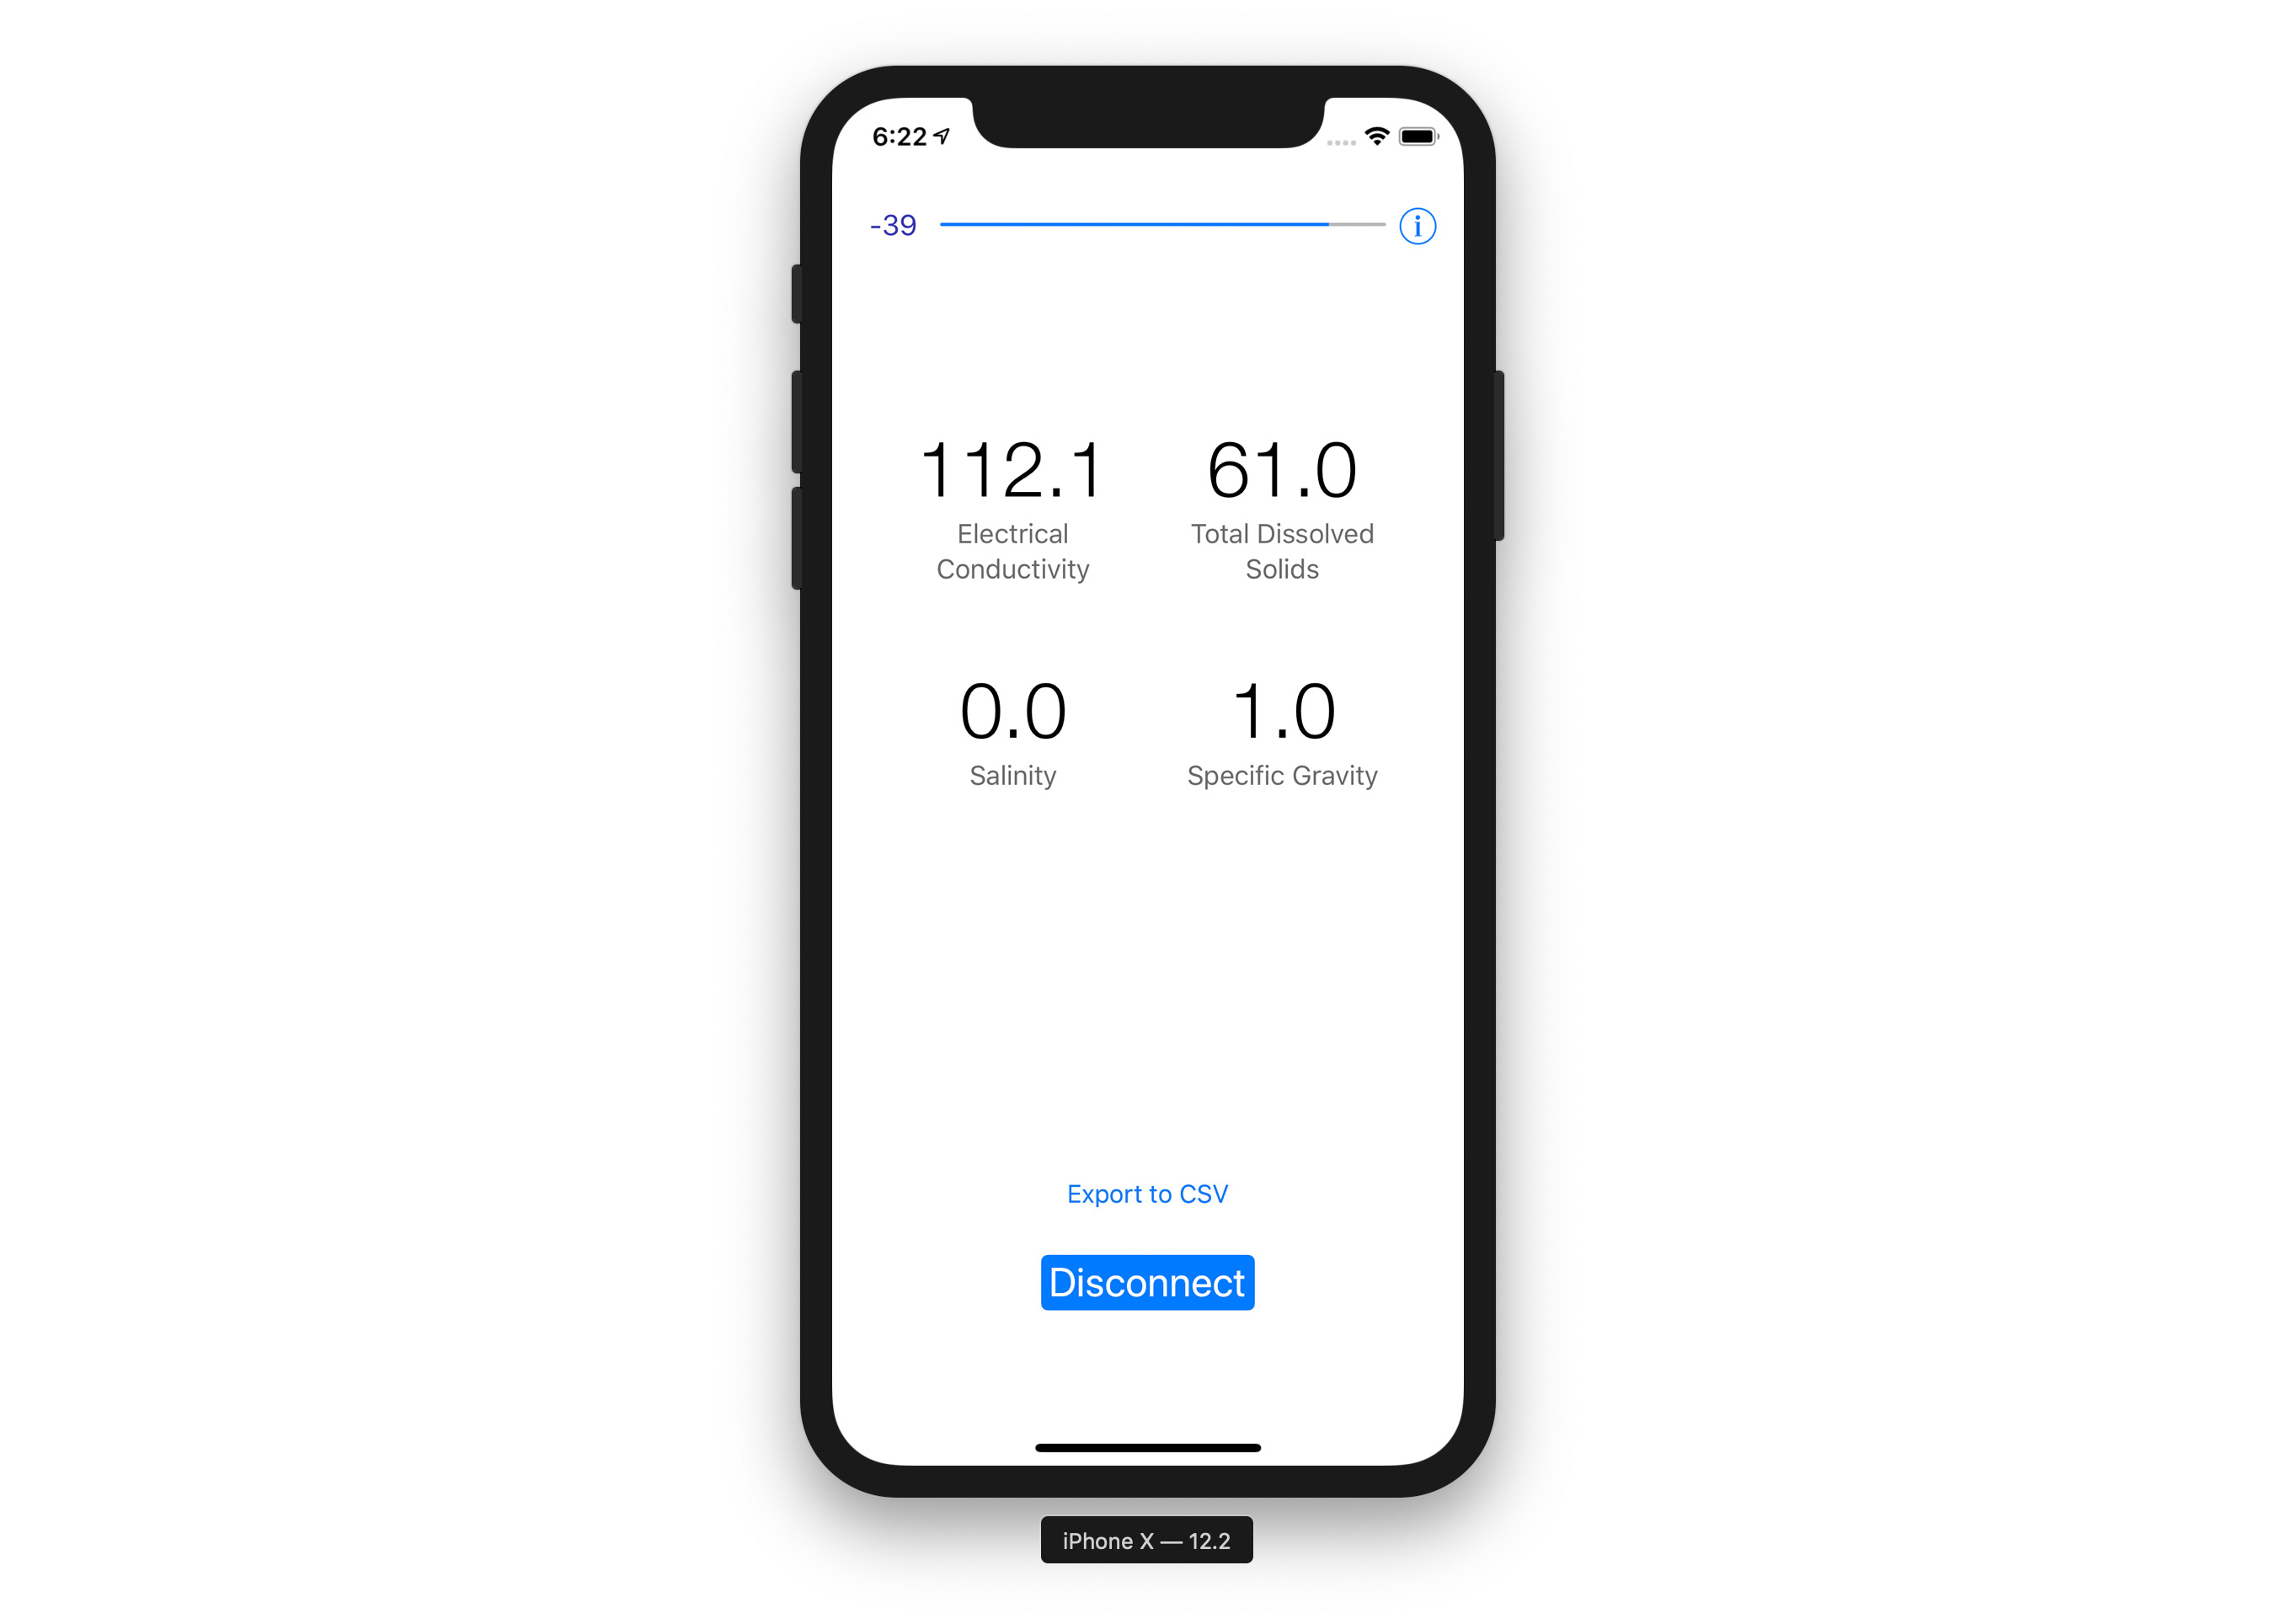 6:22
-39
i
112.1
61.0
Electrical
Conductivity
Total Dissolved
Solids
0.0
1.0
Salinity
Specific Gravity
Export to CSV
Disconnect
iPhone X — 12.2